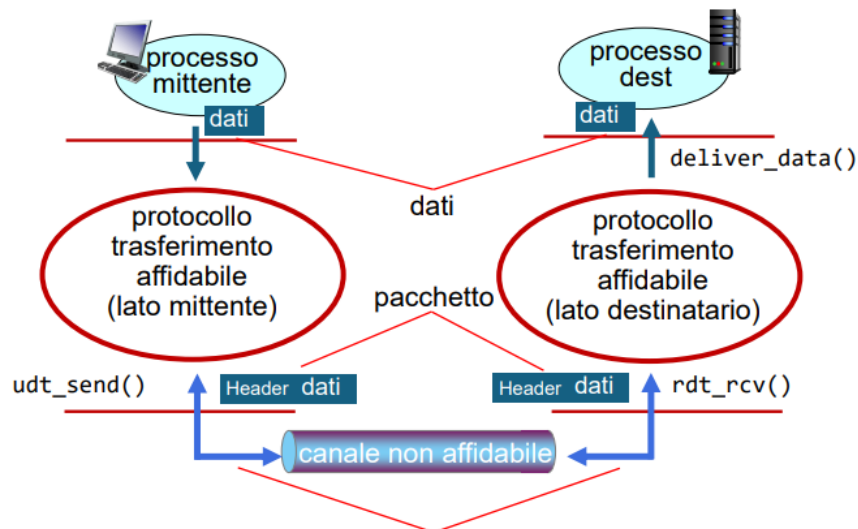 processo
mittente
dati
processo
dest
dati
deliver_data()
dati
protocollo
trasferimento
affidabile
(lato mittente)
protocollo
trasferimento
affidabile
(lato destinatario)
pacchetto
udt_send()
Header dati
Header dati
rdt_rcv()
canale non affidabile